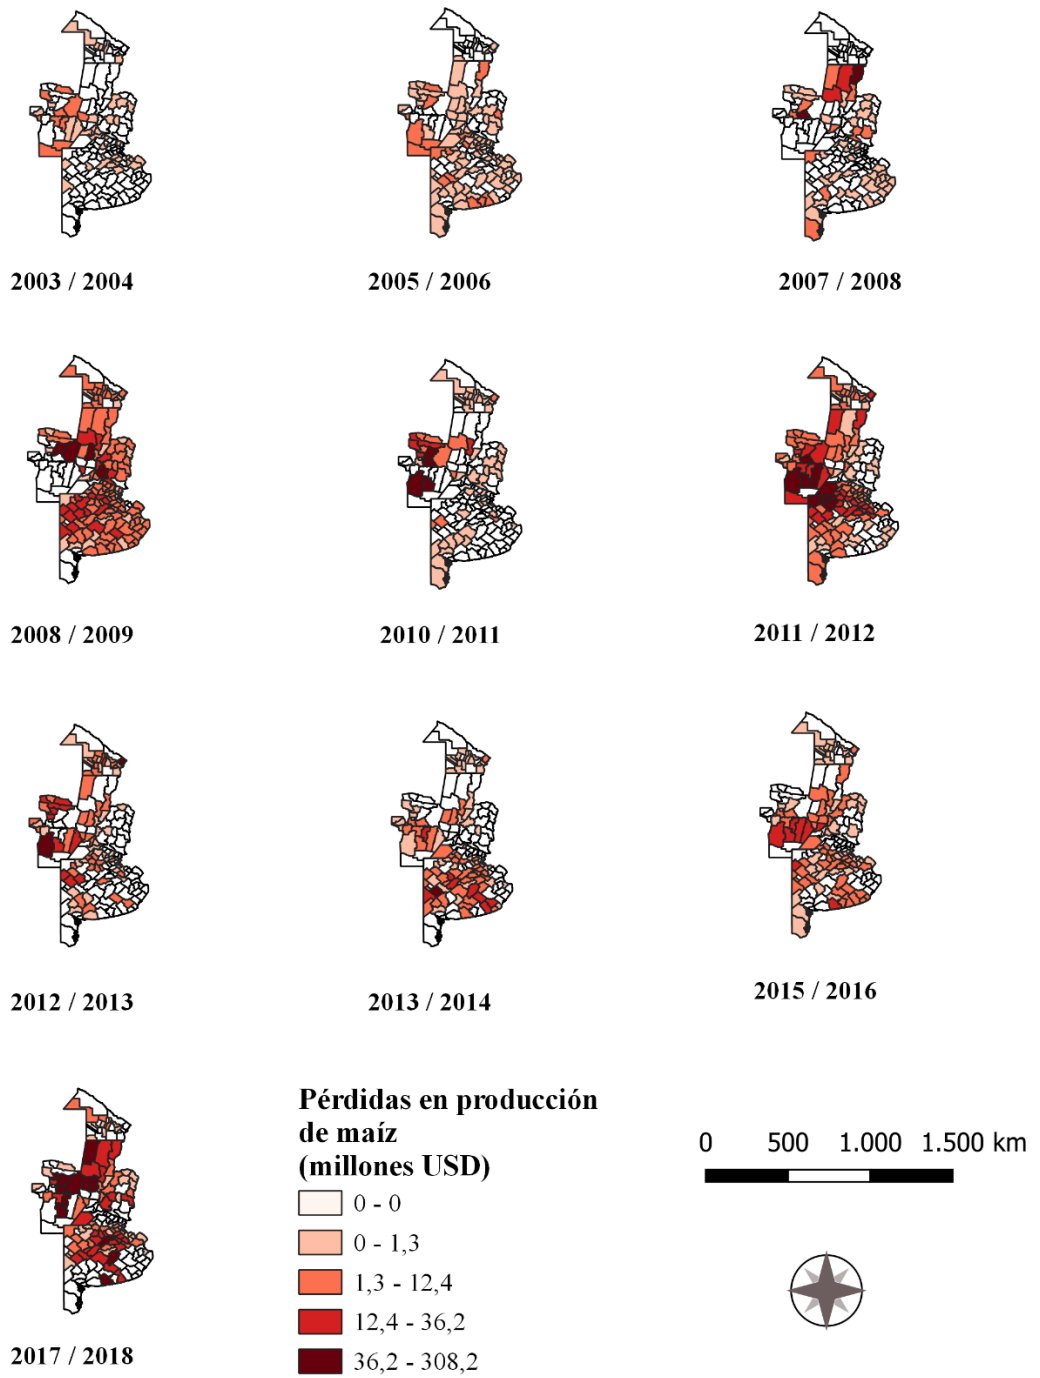 2003 / 2004
2005 / 2006
2007 / 2008
2008 / 2009
2010 / 2011
2011 / 2012
2012 / 2013
2013 / 2014
2015 / 2016
2017 / 2018
Pérdidas en producción
de maíz
(millones USD)
0 - 0
0 - 1,3
1,3 - 12,4
12,4 - 36,2
36,2 - 308,2
0 500 1.000 1.500 km